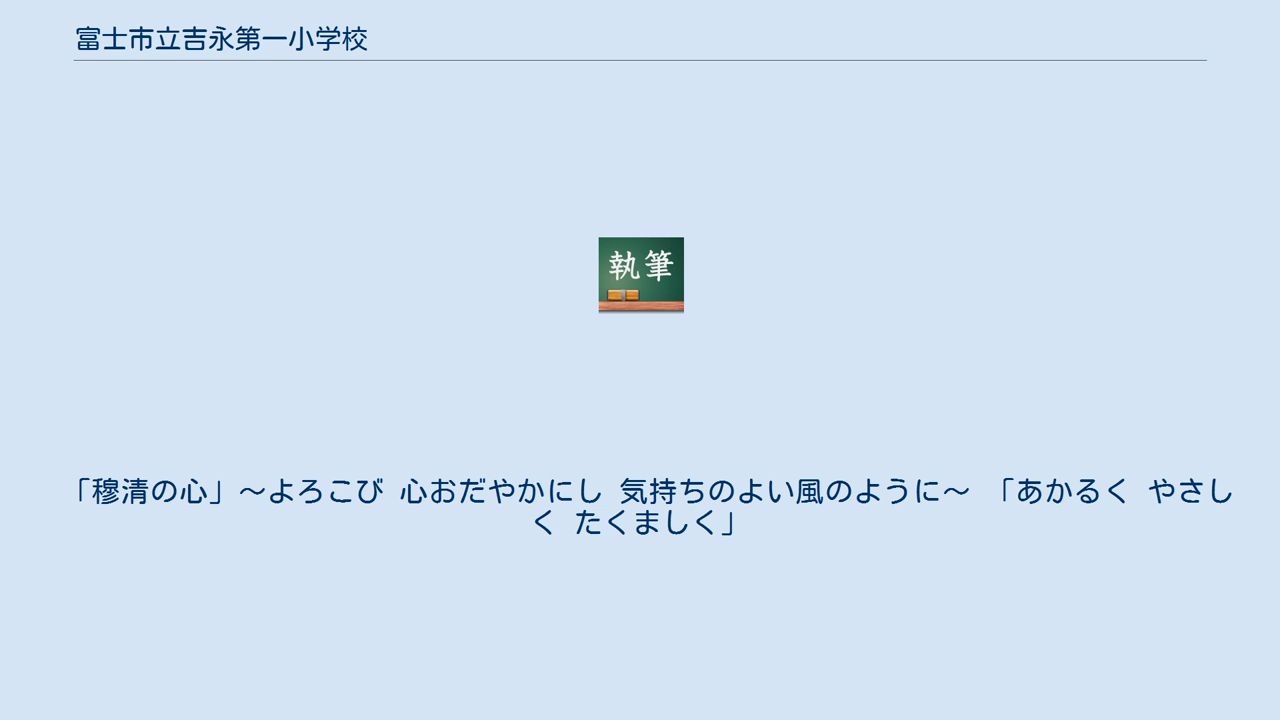 富士市立吉永第一小学校
執筆
「穆清の心」～よろこび 心おだやかにし 気持ちのよい風のように～ 「あかるく やさし
く たくましく」